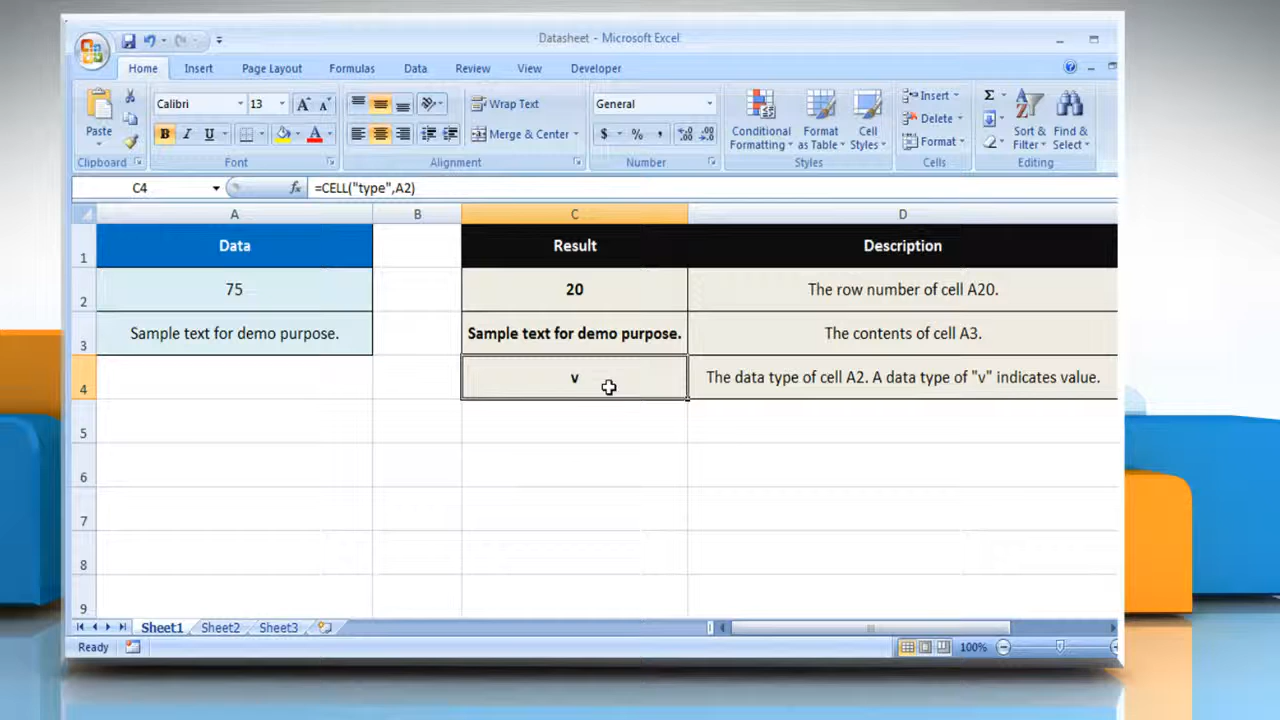 Datasheet - Microsoft Excel
Home Insert Page Layout Formulas Data Review View Developer
Paste
Calibri 13
B I U A
Wrap Text
Merge & Center
General
$ % ,
Conditional Formatting
Format as Table
Cell Styles
Insert
Delete
Format
Σ
Sort & Filter
Find & Select
Clipboard Font Alignment Number Styles Cells Editing
C4 fx =CELL("type",A2)
A B C D
1 Data Result Description
2 75 20 The row number of cell A20.
3 Sample text for demo purpose. Sample text for demo purpose. The contents of cell A3.
4 v The data type of cell A2. A data type of "v" indicates value.
5
6
7
8
9
Sheet1 Sheet2 Sheet3
Ready 100%